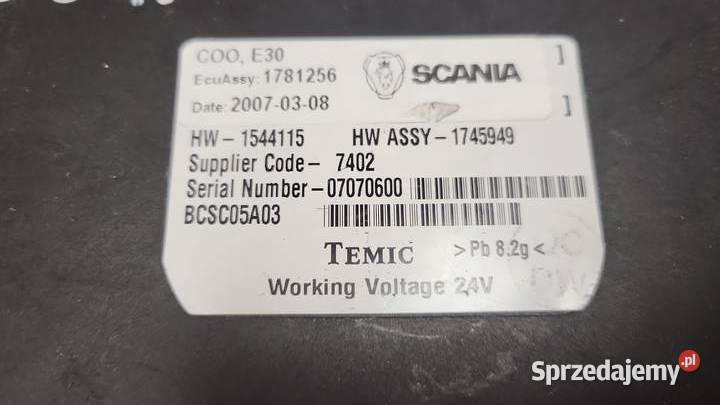 COO, E30
EcuAssy: 1781256
SCANIA
Date: 2007-03-08
HW-1544115 HW ASSY-1745949
Supplier Code- 7402
Serial Number-07070600
BCSC05A03
TEMIC >Pb 8.2g<
Working Voltage 24V
Sprzedajemy.pl